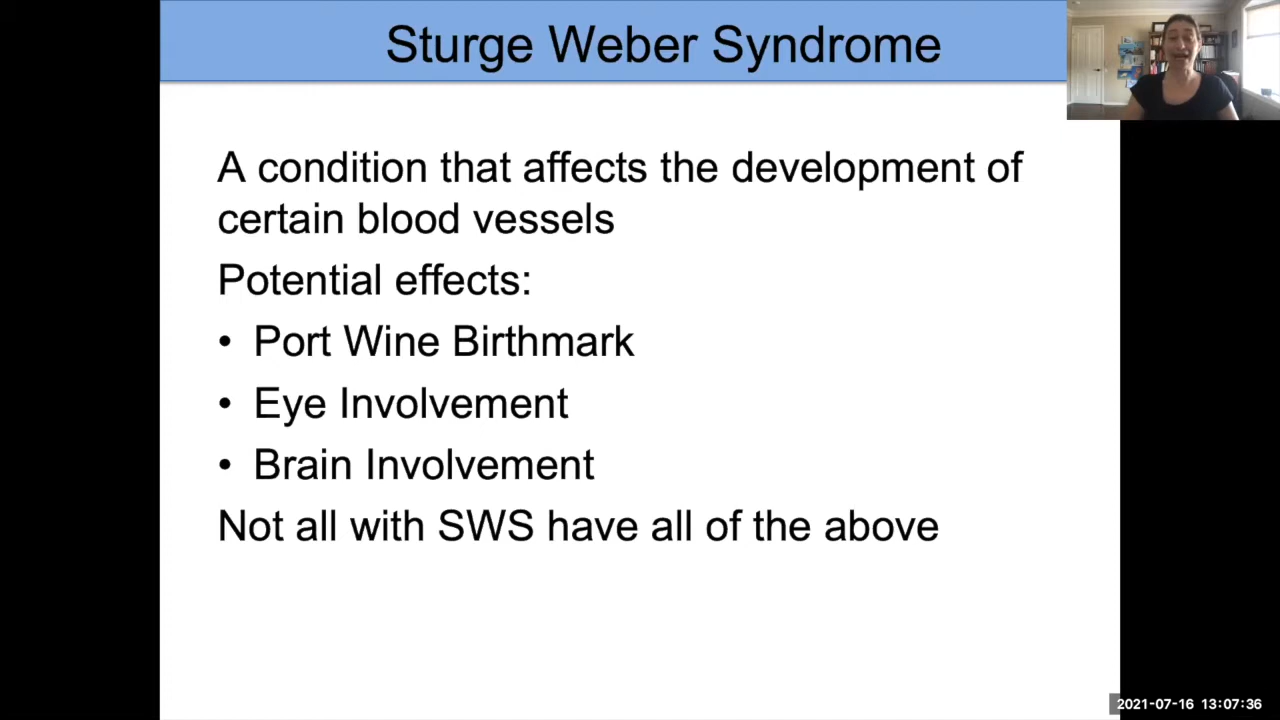 Sturge Weber Syndrome
A condition that affects the development of
certain blood vessels
Potential effects:
• Port Wine Birthmark
• Eye Involvement
• Brain Involvement
Not all with SWS have all of the above
2021-07-16 13:07:36